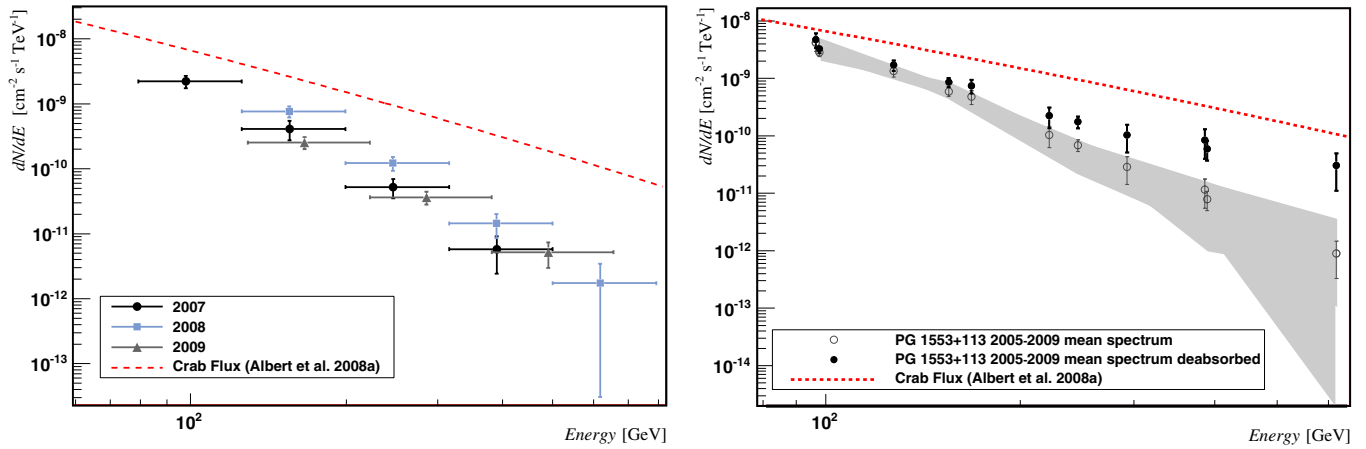 dN/dE [cm⁻² s⁻¹ TeV⁻¹]
10⁻⁸
10⁻⁹
10⁻¹⁰
10⁻¹¹
10⁻¹²
10⁻¹³
2007
2008
2009
Crab Flux (Albert et al. 2008a)
10²
Energy [GeV]
dN/dE [cm⁻² s⁻¹ TeV⁻¹]
10⁻⁸
10⁻⁹
10⁻¹⁰
10⁻¹¹
10⁻¹²
10⁻¹³
10⁻¹⁴
PG 1553+113 2005-2009 mean spectrum
PG 1553+113 2005-2009 mean spectrum deabsorbed
Crab Flux (Albert et al. 2008a)
10²
Energy [GeV]